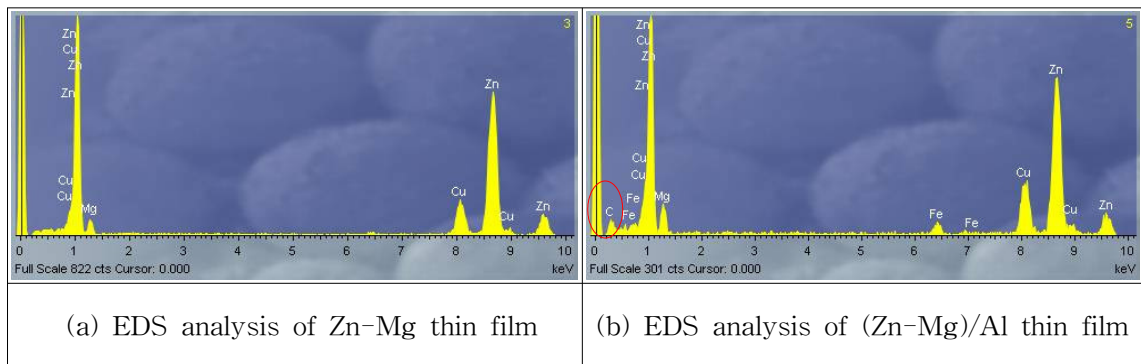 3
Zn
Cu
Zn
Zn
Cu
Cu
Mg
Cu
Zn
Cu
Zn
0 1 2 3 4 5 6 7 8 9 10
Full Scale 822 cts Cursor: 0.000 keV
(a) EDS analysis of Zn-Mg thin film
5
Zn
Cu
Zn
Zn
Cu
Cu
Fe
Mg
C
Fe
Fe
Fe
Cu
Zn
Cu
Zn
0 1 2 3 4 5 6 7 8 9 10
Full Scale 301 cts Cursor: 0.000 keV
(b) EDS analysis of (Zn-Mg)/Al thin film